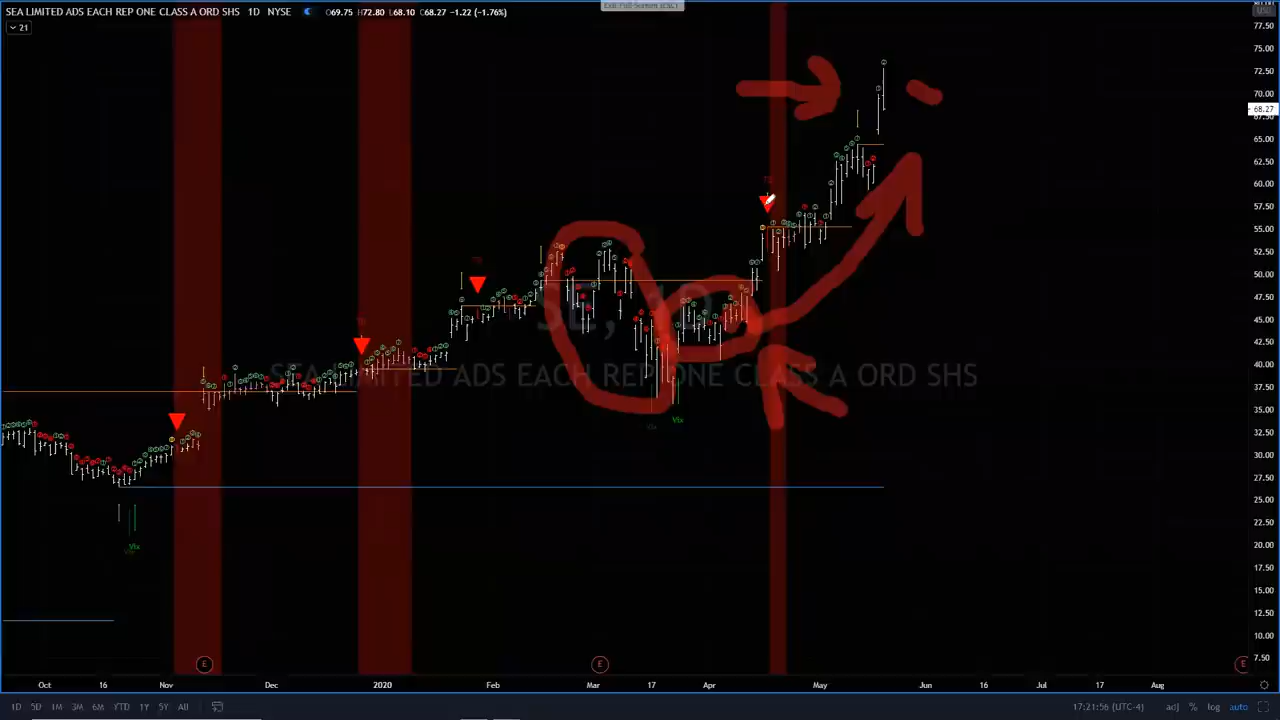 Exit Full-Screen (ESC)
SEA LIMITED ADS EACH REP ONE CLASS A ORD SHS 1D NYSE O69.75 H72.80 L68.10 C68.27 -1.22 (-1.76%)
21
77.50
75.00
72.50
70.00
68.27
67.50
65.00
62.50
60.00
57.50
55.00
52.50
50.00
47.50
45.00
42.50
40.00
37.50
35.00
32.50
30.00
27.50
25.00
22.50
20.00
17.50
15.00
12.50
10.00
7.50
SE, 1D
SEA LIMITED ADS EACH REP ONE CLASS A ORD SHS
Vix
Vix
Vix
E
E
E
Oct 16 Nov Dec 2020 Feb Mar 17 Apr May Jun 16 Jul 17 Aug
1D 5D 1M 3M 6M YTD 1Y 5Y All 17:21:56 (UTC-4) adj % log auto